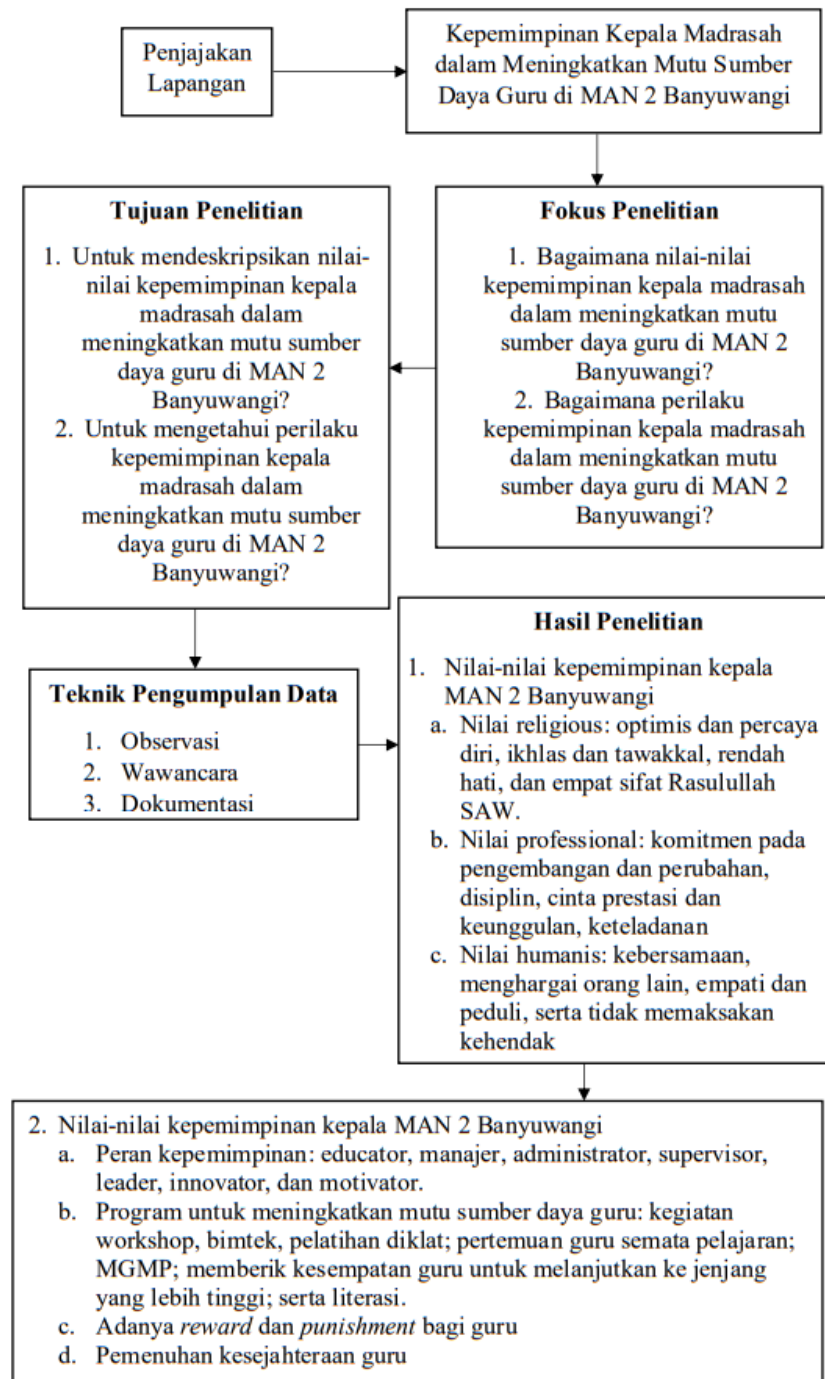 Penjajakan
Lapangan
Kepemimpinan Kepala Madrasah
dalam Meningkatkan Mutu Sumber
Daya Guru di MAN 2 Banyuwangi
Fokus Penelitian
1. Bagaimana nilai-nilai
kepemimpinan kepala madrasah
dalam meningkatkan mutu
sumber daya guru di MAN 2
Banyuwangi?
2. Bagaimana perilaku
kepemimpinan kepala madrasah
dalam meningkatkan mutu
sumber daya guru di MAN 2
Banyuwangi?
Tujuan Penelitian
1. Untuk mendeskripsikan nilai-
nilai kepemimpinan kepala
madrasah dalam
meningkatkan mutu sumber
daya guru di MAN 2
Banyuwangi?
2. Untuk mengetahui perilaku
kepemimpinan kepala
madrasah dalam
meningkatkan mutu sumber
daya guru di MAN 2
Banyuwangi?
Teknik Pengumpulan Data
1. Observasi
2. Wawancara
3. Dokumentasi
Hasil Penelitian
1. Nilai-nilai kepemimpinan kepala
MAN 2 Banyuwangi
a. Nilai religious: optimis dan percaya
diri, ikhlas dan tawakkal, rendah
hati, dan empat sifat Rasulullah
SAW.
b. Nilai professional: komitmen pada
pengembangan dan perubahan,
disiplin, cinta prestasi dan
keunggulan, keteladanan
c. Nilai humanis: kebersamaan,
menghargai orang lain, empati dan
peduli, serta tidak memaksakan
kehendak
2. Nilai-nilai kepemimpinan kepala MAN 2 Banyuwangi
a. Peran kepemimpinan: educator, manajer, administrator, supervisor,
leader, innovator, dan motivator.
b. Program untuk meningkatkan mutu sumber daya guru: kegiatan
workshop, bimtek, pelatihan diklat; pertemuan guru semata pelajaran;
MGMP; memberik kesempatan guru untuk melanjutkan ke jenjang
yang lebih tinggi; serta literasi.
c. Adanya reward dan punishment bagi guru
d. Pemenuhan kesejahteraan guru